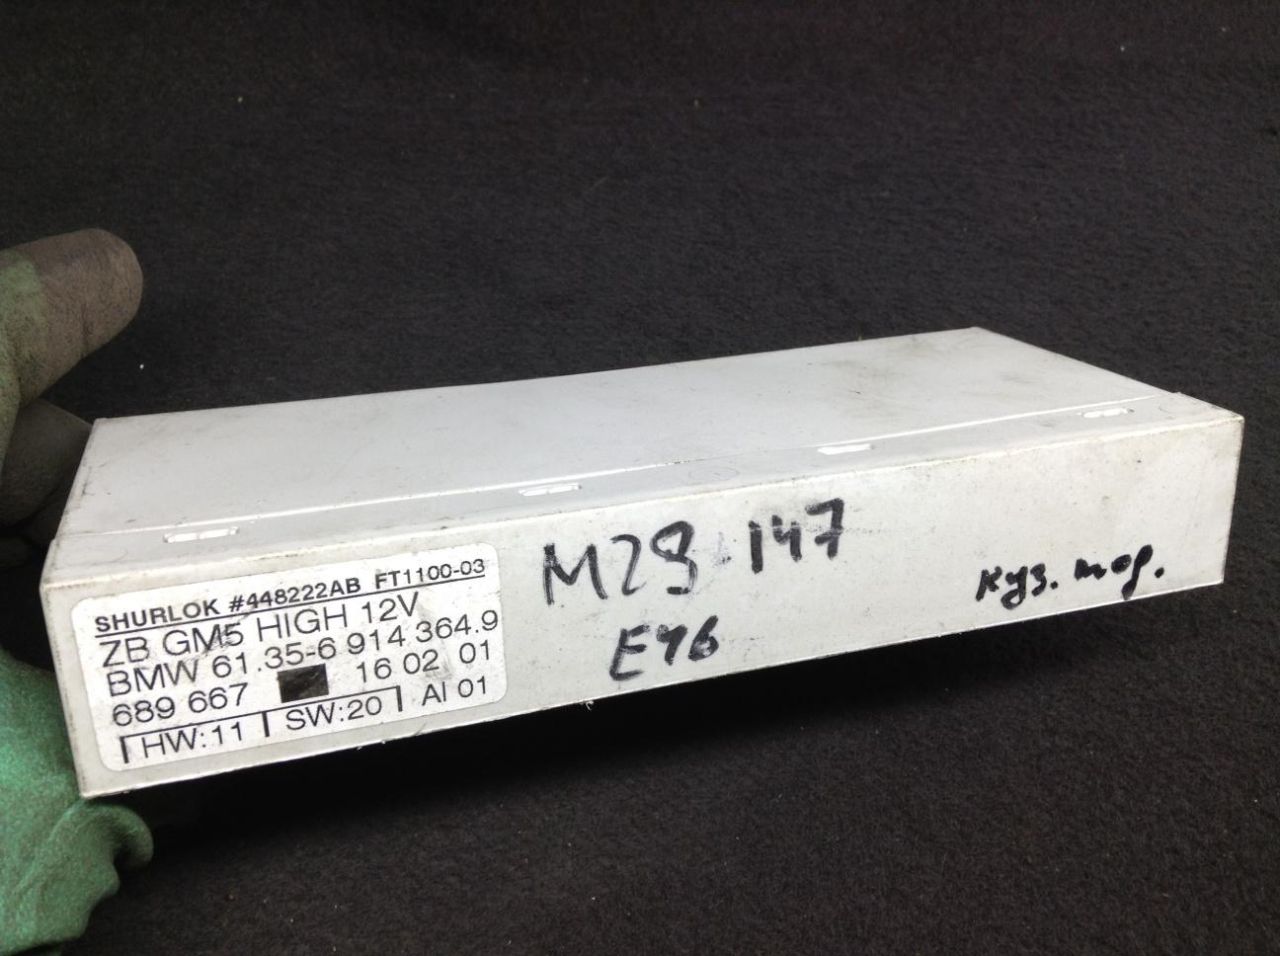 SHURLOK #448222AB FT1100-03
ZB GM5 HIGH 12V
BMW 61.35-6 914 364.9
689 667 16 02 01
HW:11 SW:20 AI 01
M29-147
E46
Куз. мод.